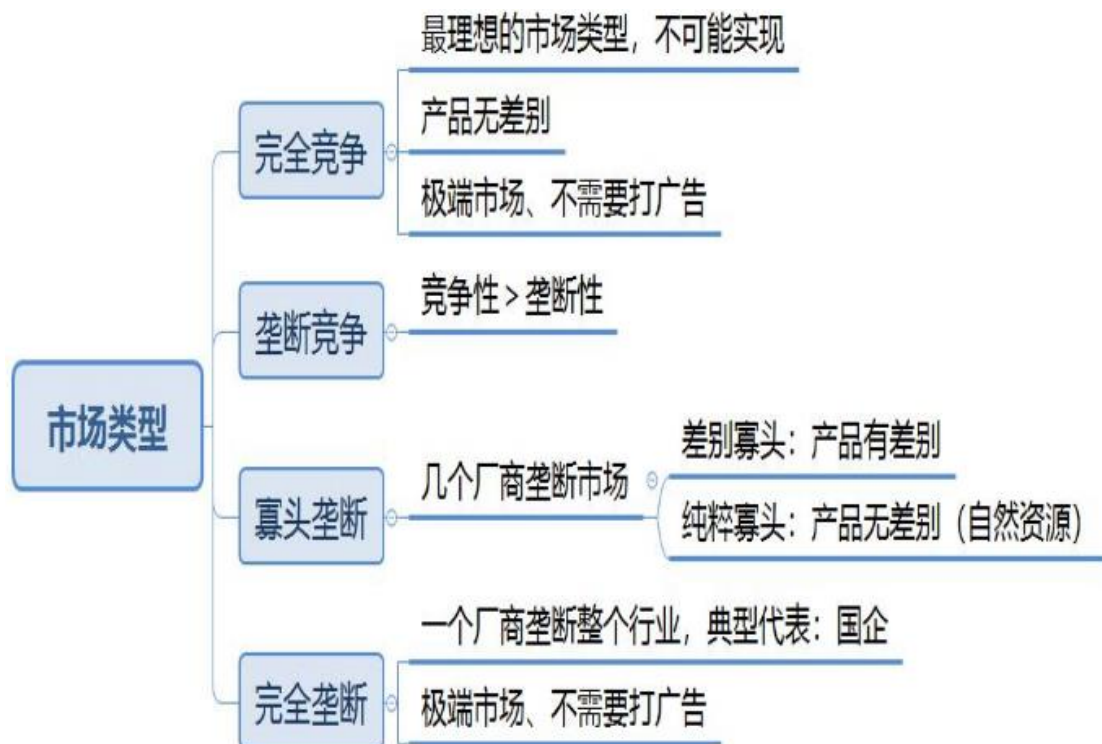 市场类型
完全竞争
最理想的市场类型，不可能实现
产品无差别
极端市场、不需要打广告
垄断竞争
竞争性 > 垄断性
寡头垄断
几个厂商垄断市场
差别寡头：产品有差别
纯粹寡头：产品无差别（自然资源）
完全垄断
一个厂商垄断整个行业，典型代表：国企
极端市场、不需要打广告